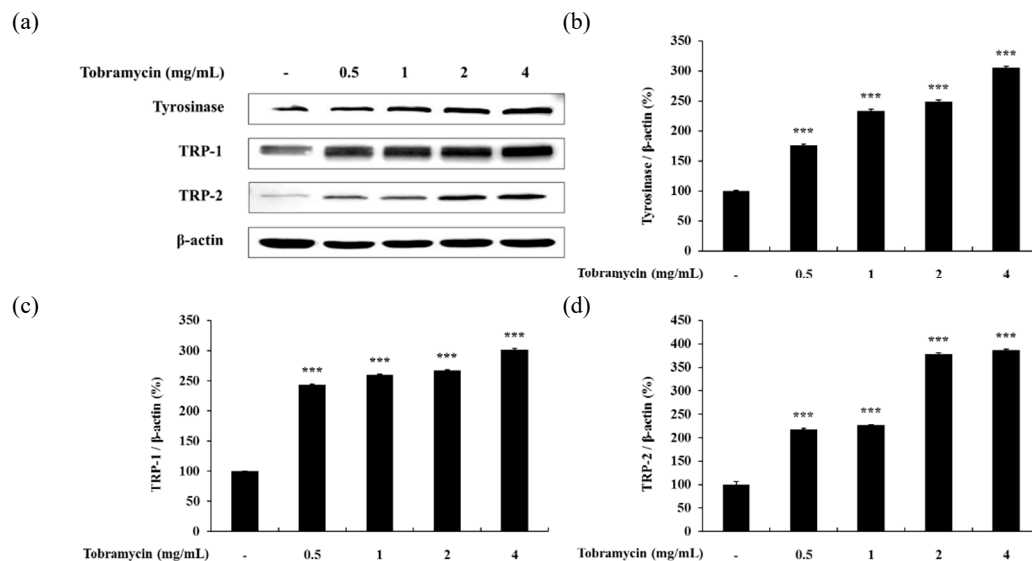 (a)
Tobramycin (mg/mL) - 0.5 1 2 4
Tyrosinase
TRP-1
TRP-2
β-actin
(b)
Tyrosinase / β-actin (%)
350
300
250
200
150
100
50
0
***
***
***
***
Tobramycin (mg/mL) - 0.5 1 2 4
(c)
TRP-1 / β-actin (%)
350
300
250
200
150
100
50
0
***
***
***
***
Tobramycin (mg/mL) - 0.5 1 2 4
(d)
TRP-2 / β-actin (%)
450
400
350
300
250
200
150
100
50
0
***
***
***
***
Tobramycin (mg/mL) - 0.5 1 2 4